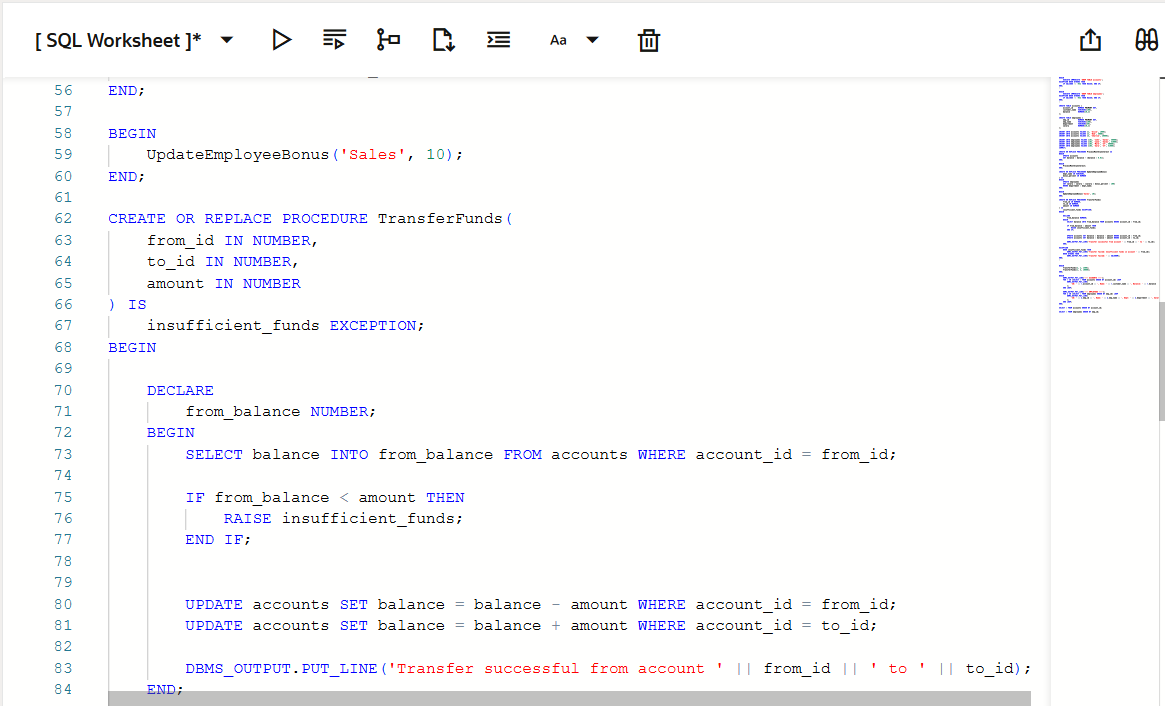 [ SQL Worksheet ]*
Aa
56 END;
57
58 BEGIN
59     UpdateEmployeeBonus('Sales', 10);
60 END;
61
62 CREATE OR REPLACE PROCEDURE TransferFunds(
63     from_id IN NUMBER,
64     to_id IN NUMBER,
65     amount IN NUMBER
66 ) IS
67     insufficient_funds EXCEPTION;
68 BEGIN
69
70     DECLARE
71         from_balance NUMBER;
72     BEGIN
73         SELECT balance INTO from_balance FROM accounts WHERE account_id = from_id;
74
75         IF from_balance < amount THEN
76             RAISE insufficient_funds;
77         END IF;
78
79
80         UPDATE accounts SET balance = balance - amount WHERE account_id = from_id;
81         UPDATE accounts SET balance = balance + amount WHERE account_id = to_id;
82
83         DBMS_OUTPUT.PUT_LINE('Transfer successful from account ' || from_id || ' to ' || to_id);
84     END;